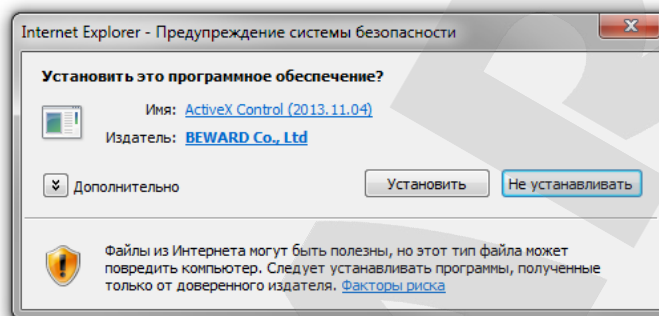 Internet Explorer - Предупреждение системы безопасности
Установить это программное обеспечение?
Имя: ActiveX Control (2013.11.04)
Издатель: BEWARD Co., Ltd
Дополнительно
Установить
Не устанавливать
Файлы из Интернета могут быть полезны, но этот тип файла может
повредить компьютер. Следует устанавливать программы, полученные
только от доверенного издателя. Факторы риска